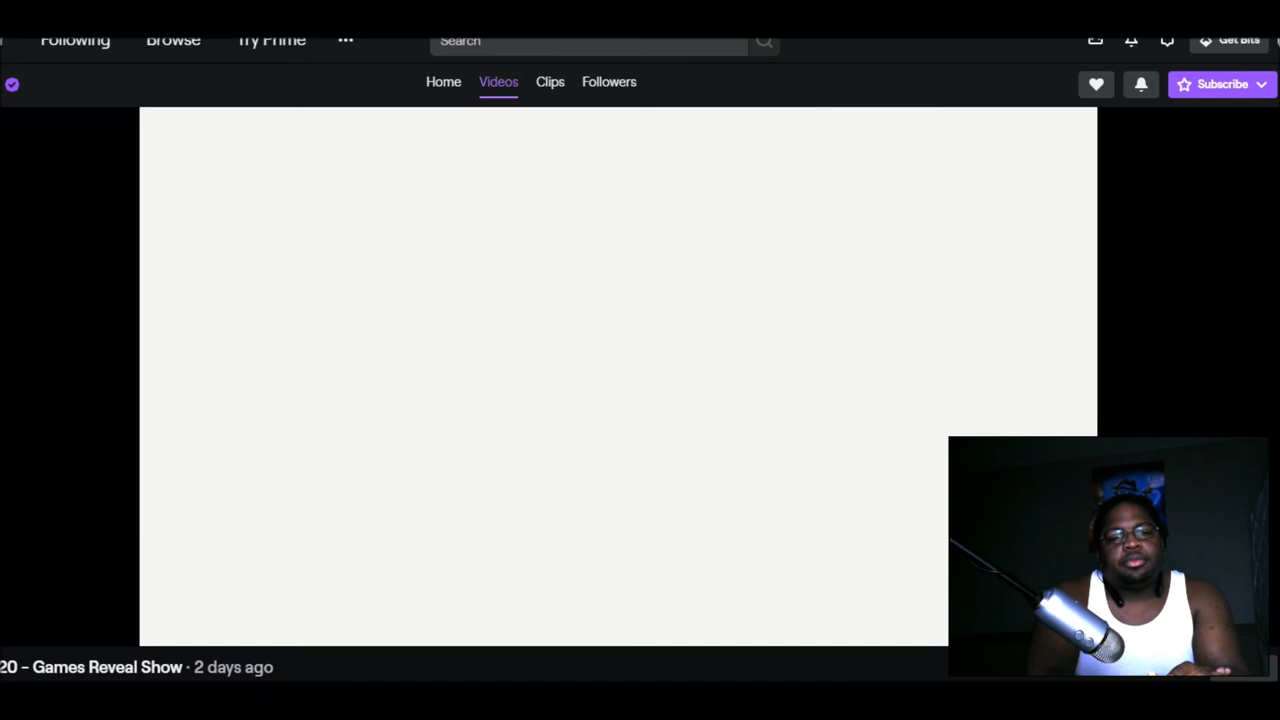 Following Browse Try Prime ... Search Get Bits
Home Videos Clips Followers Subscribe
20 – Games Reveal Show · 2 days ago